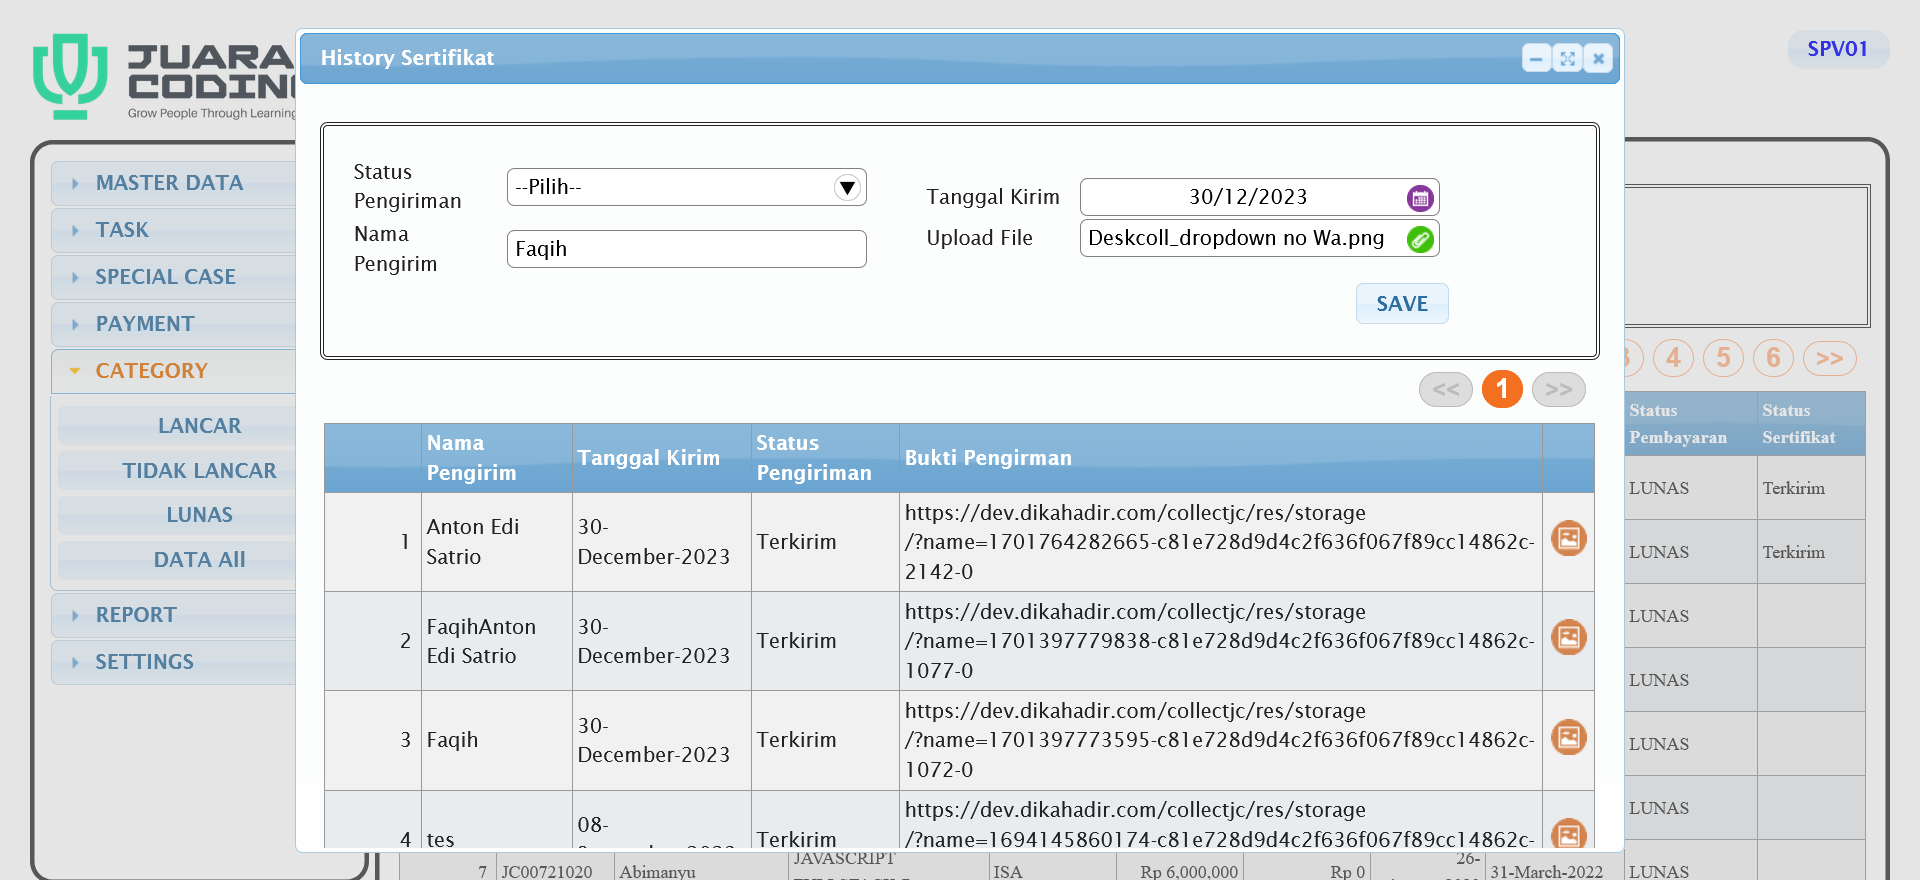 JUARA
CODING
Grow People Through Learning
SPV01
History Sertifikat
MASTER DATA
TASK
SPECIAL CASE
PAYMENT
CATEGORY
LANCAR
TIDAK LANCAR
LUNAS
DATA All
REPORT
SETTINGS
Status
Pengiriman
--Pilih--
Nama
Pengirim
Faqih
Tanggal Kirim
30/12/2023
Upload File
Deskcoll_dropdown no Wa.png
SAVE
<< 1 >>
Nama
Pengirim
Tanggal Kirim
Status
Pengiriman
Bukti Pengirman
1
Anton Edi
Satrio
30-
December-2023
Terkirim
https://dev.dikahadir.com/collectjc/res/storage
/?name=1701764282665-c81e728d9d4c2f636f067f89cc14862c-
2142-0
2
FaqihAnton
Edi Satrio
30-
December-2023
Terkirim
https://dev.dikahadir.com/collectjc/res/storage
/?name=1701397779838-c81e728d9d4c2f636f067f89cc14862c-
1077-0
3
Faqih
30-
December-2023
Terkirim
https://dev.dikahadir.com/collectjc/res/storage
/?name=1701397773595-c81e728d9d4c2f636f067f89cc14862c-
1072-0
4
tes
08-
Terkirim
https://dev.dikahadir.com/collectjc/res/storage
/?name=1694145860174-c81e728d9d4c2f636f067f89cc14862c-
3 4 5 6 >>
Status
Pembayaran
Status
Sertifikat
LUNAS Terkirim
LUNAS Terkirim
LUNAS
LUNAS
LUNAS
LUNAS
7 JC00721020 Abimanyu
JAVASCRIPT
ISA Rp 6,000,000 Rp 0
26-
31-March-2022 LUNAS